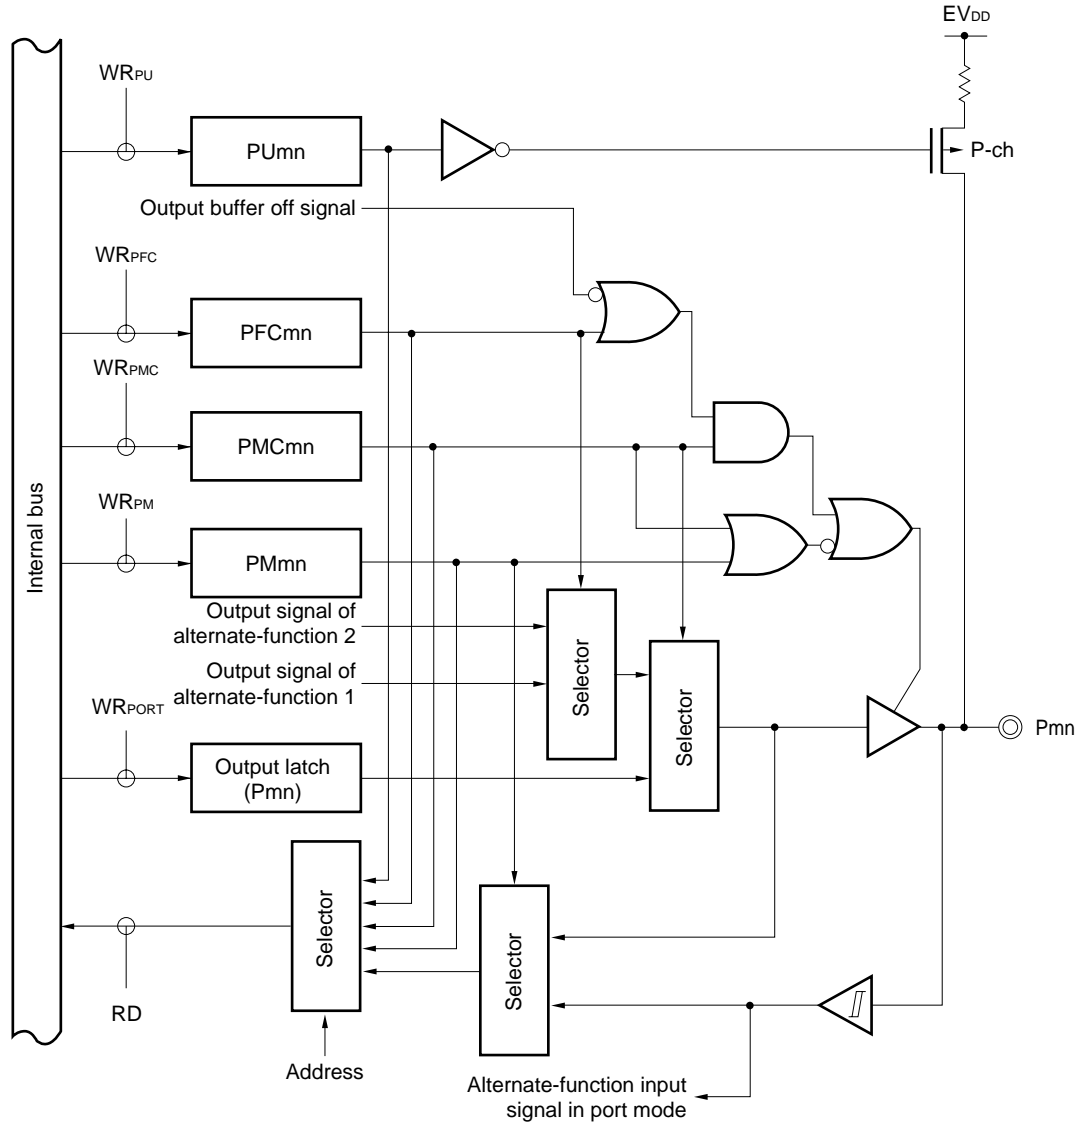 EVDD
WRPU
PUmn
P-ch
Output buffer off signal
WRPFC
PFCmn
WRPMC
PMCmn
WRPM
PMmn
Internal bus
Output signal of
alternate-function 2
Output signal of
alternate-function 1
Selector
Selector
WRPORT
Output latch
(Pmn)
Pmn
Selector
Selector
RD
Address
Alternate-function input
signal in port mode